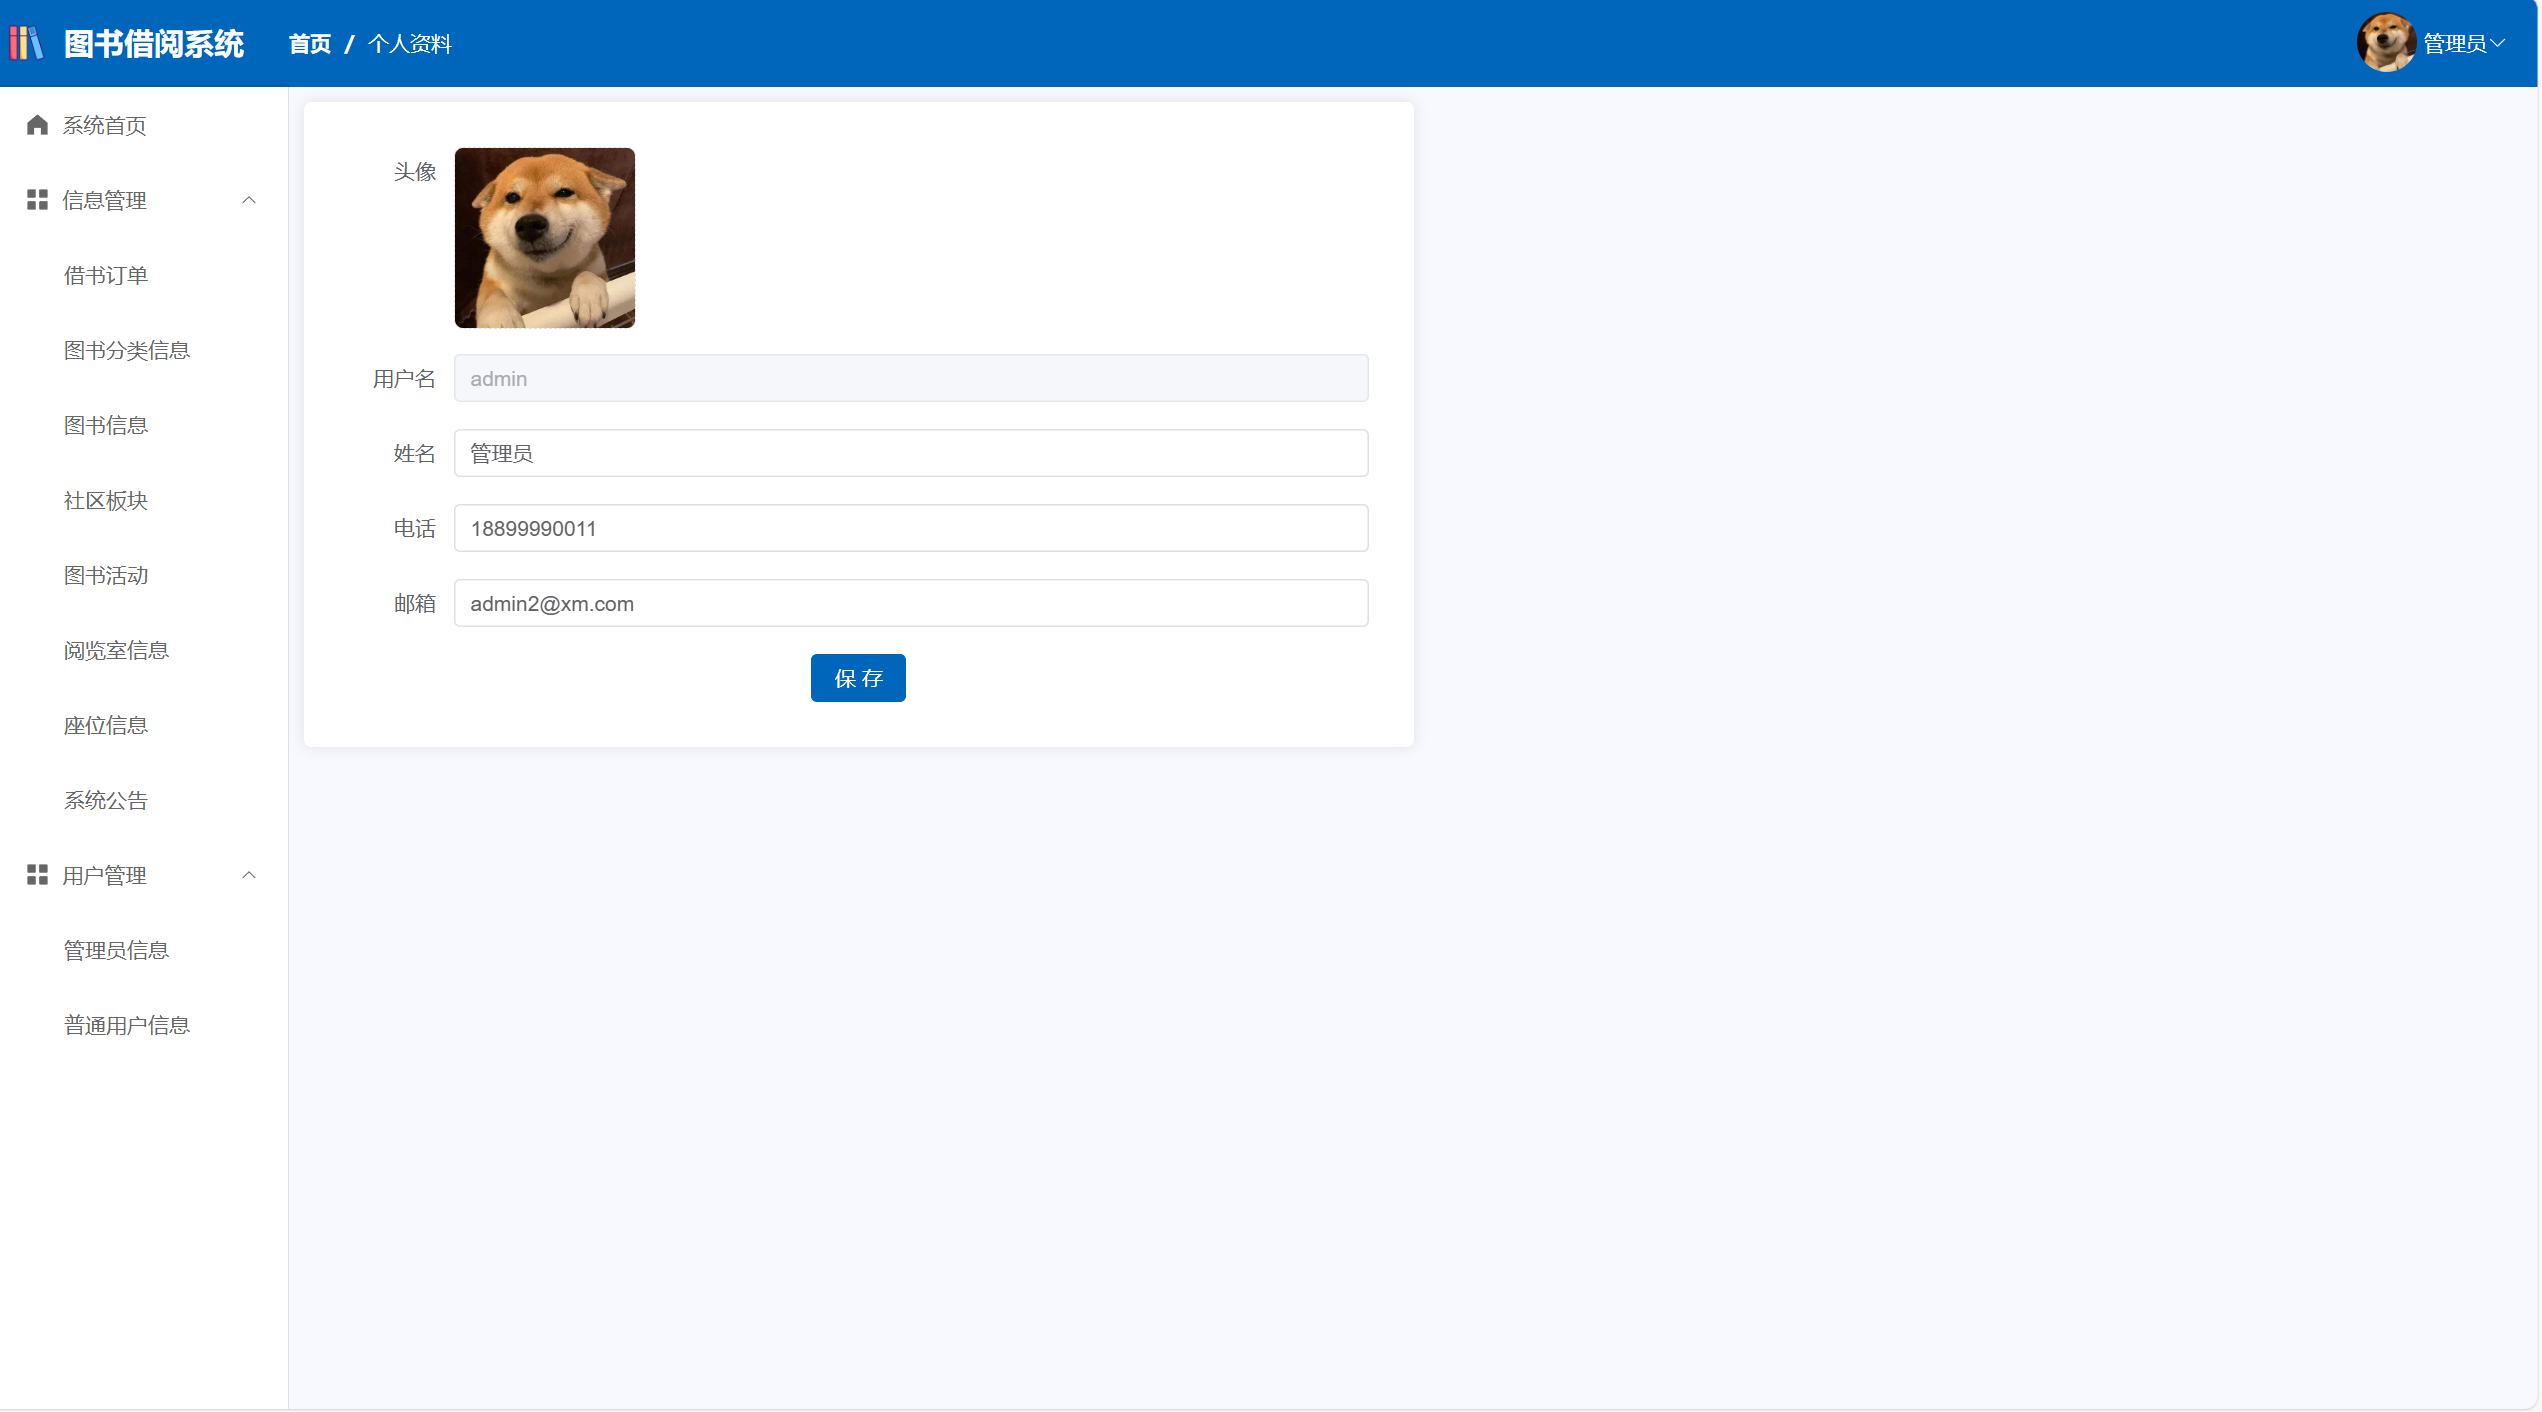 图书借阅系统
首页 / 个人资料
管理员
系统首页
信息管理
借书订单
图书分类信息
图书信息
社区板块
图书活动
阅览室信息
座位信息
系统公告
用户管理
管理员信息
普通用户信息
头像
用户名 admin
姓名 管理员
电话 18899990011
邮箱 admin2@xm.com
保 存